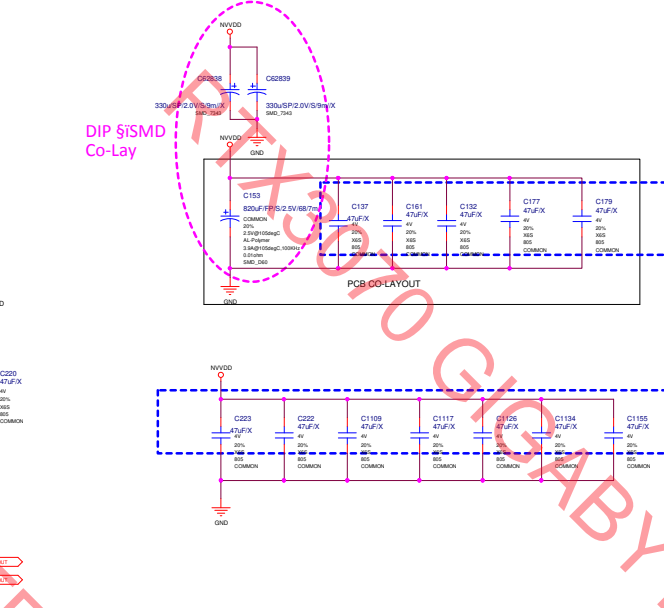 NVVDD
C62838
C62839
330u/SP/2.0V/S/9m//X
330u/SP/2.0V/S/9m//X
SMD_7343
SMD_7343
DIP §ïSMD
Co-Lay
NVVDD
GND
C153
820uF/FP/S/2.5V/68/7m
COMMON
20%
2.5V@105degC
AL-Polymer
3.9A@105degC,100KHz
0.01ohm
SMD_D60
C137
47uF/X
4V
20%
X6S
805
COMMON
C161
47uF/X
4V
20%
X6S
805
COMMON
C132
47uF/X
4V
20%
X6S
805
COMMON
C177
47uF/X
4V
20%
X6S
805
COMMON
C179
47uF/X
4V
20%
X6S
805
COMMON
PCB CO-LAYOUT
GND
C220
47uF/X
4V
20%
X6S
805
COMMON
NVVDD
C223
47uF/X
4V
20%
X6S
805
COMMON
C222
47uF/X
4V
20%
X6S
805
COMMON
C1109
47uF/X
4V
20%
X6S
805
COMMON
C1117
47uF/X
4V
20%
X6S
805
COMMON
C1126
47uF/X
4V
20%
X6S
805
COMMON
C1134
47uF/X
4V
20%
X6S
805
COMMON
C1155
47uF/X
4V
20%
X6S
805
COMMON
GND
RTX3070 GIGABY